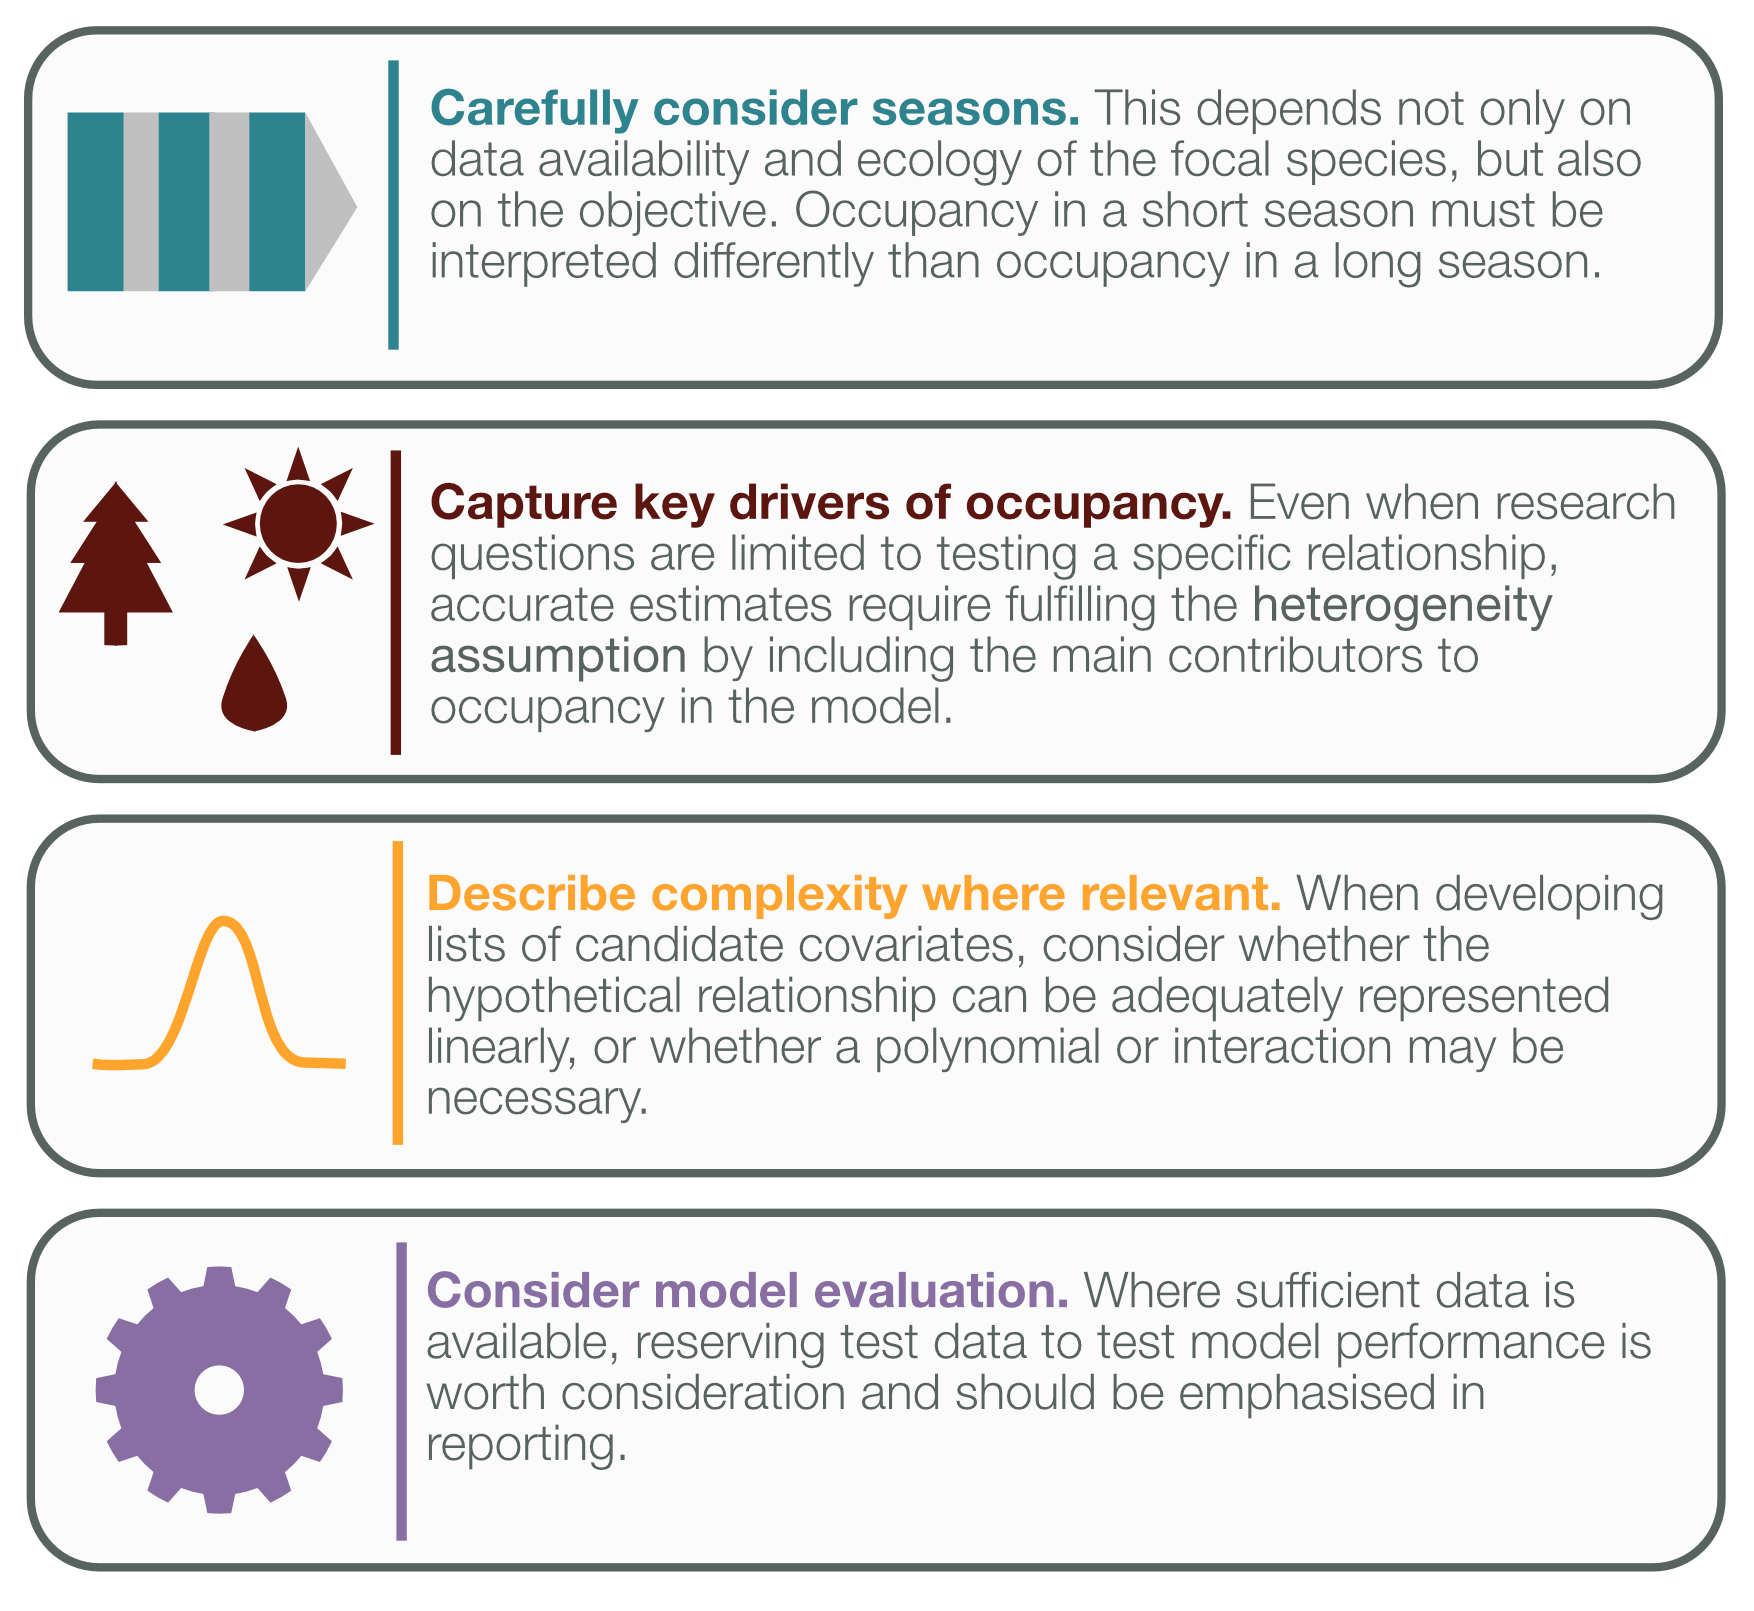 Carefully consider seasons. This depends not only on
data availability and ecology of the focal species, but also
on the objective. Occupancy in a short season must be
interpreted differently than occupancy in a long season.
Capture key drivers of occupancy. Even when research
questions are limited to testing a specific relationship,
accurate estimates require fulfilling the heterogeneity
assumption by including the main contributors to
occupancy in the model.
Describe complexity where relevant. When developing
lists of candidate covariates, consider whether the
hypothetical relationship can be adequately represented
linearly, or whether a polynomial or interaction may be
necessary.
Consider model evaluation. Where sufficient data is
available, reserving test data to test model performance is
worth consideration and should be emphasised in
reporting.